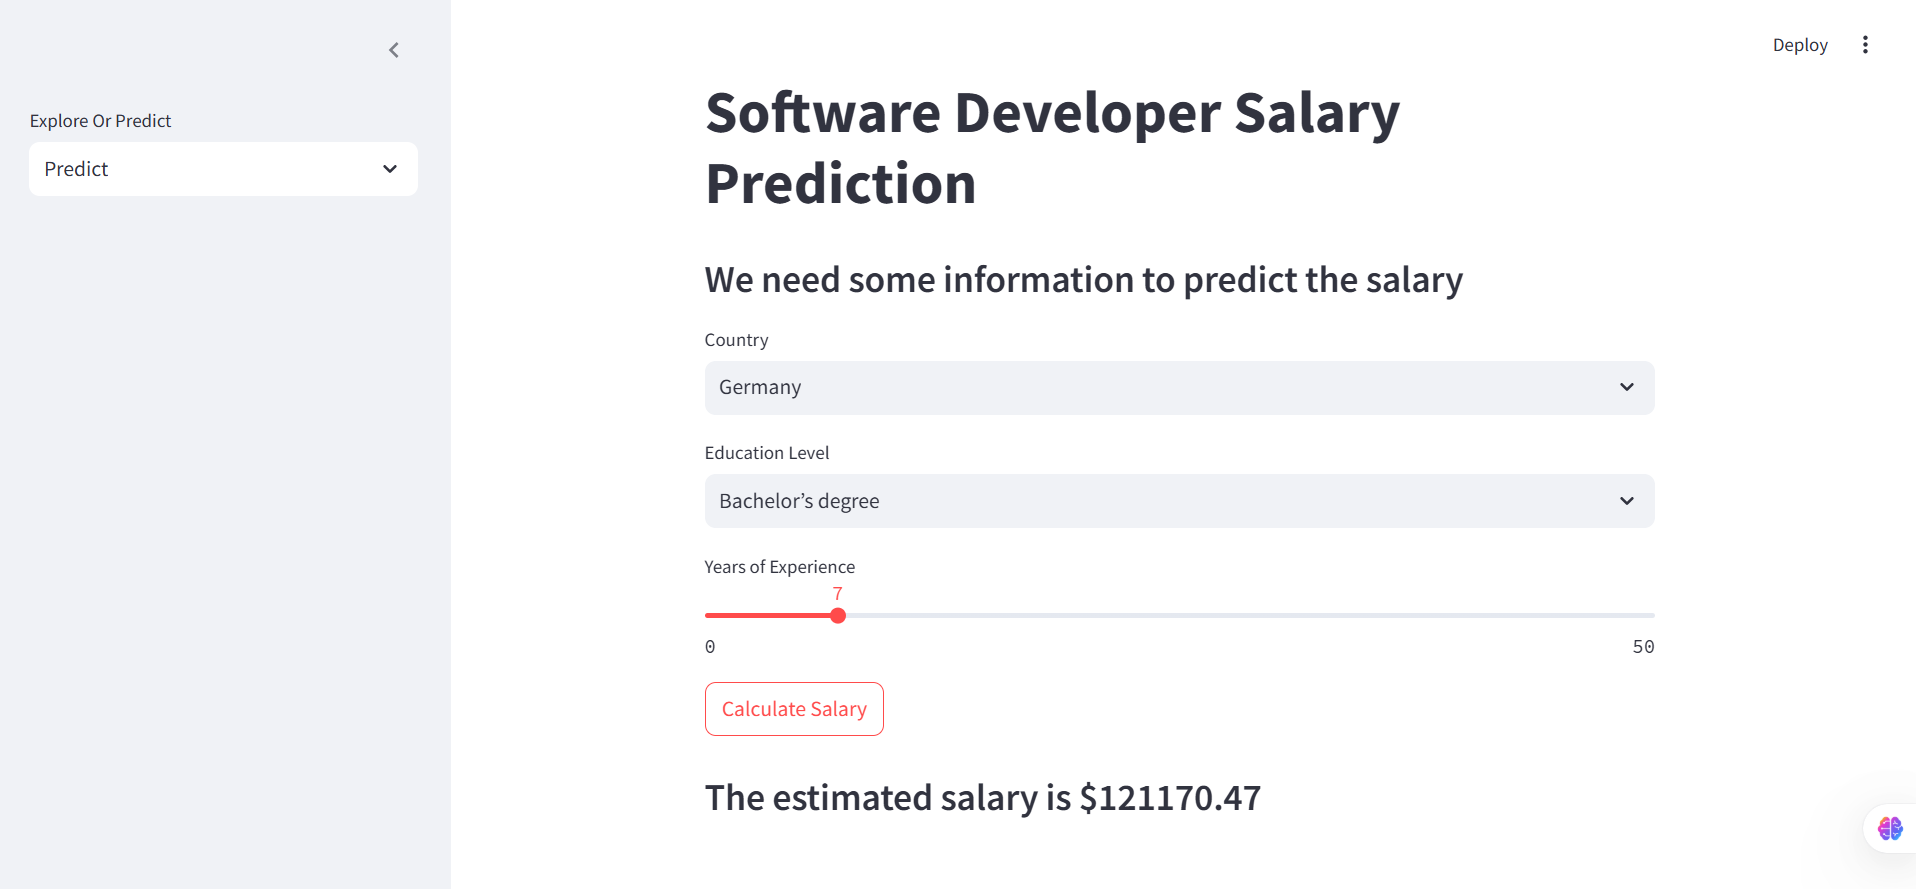 Deploy
Explore Or Predict
Predict
Software Developer Salary
Prediction
We need some information to predict the salary
Country
Germany
Education Level
Bachelor’s degree
Years of Experience
7
0 50
Calculate Salary
The estimated salary is $121170.47